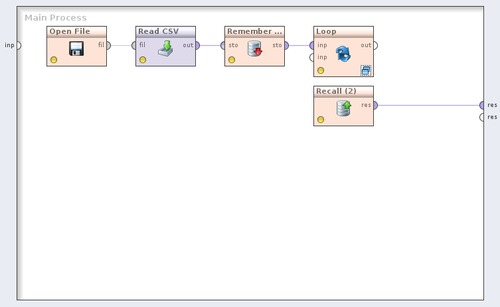 Main Process
Open File
Read CSV
Remember ...
Loop
inp
fil
fil
out
sto
sto
inp
out
inp
Recall (2)
res
res
res